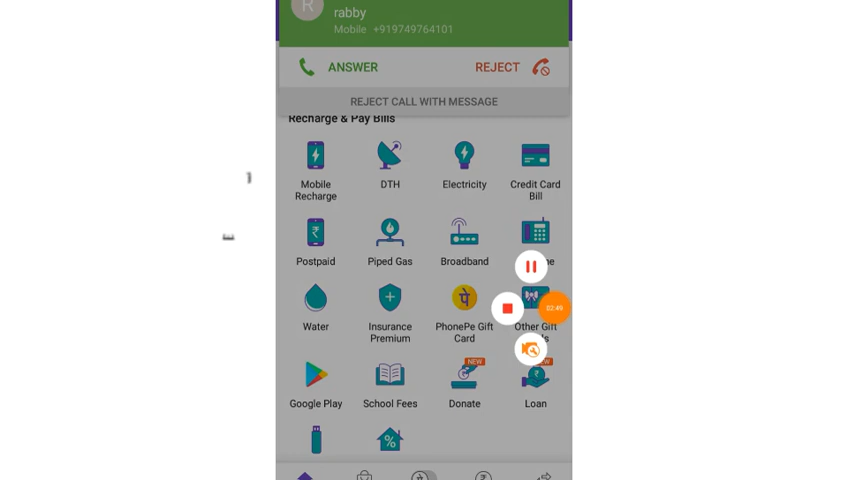 R
rabby
Mobile +919749764101
ANSWER
REJECT
REJECT CALL WITH MESSAGE
Recharge & Pay Bills
Mobile Recharge
DTH
Electricity
Credit Card Bill
Postpaid
Piped Gas
Broadband
Water
Insurance Premium
पे
PhonePe Gift Card
Other Gift
02:49
Google Play
School Fees
NEW
Donate
Loan